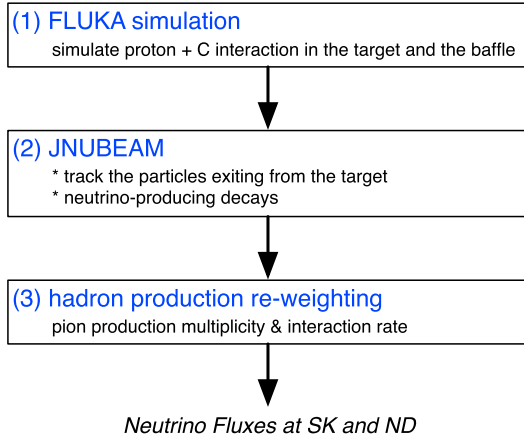 (1) FLUKA simulation
simulate proton + C interaction in the target and the baffle
(2) JNUBEAM
* track the particles exiting from the target
* neutrino-producing decays
(3) hadron production re-weighting
pion production multiplicity & interaction rate
Neutrino Fluxes at SK and ND